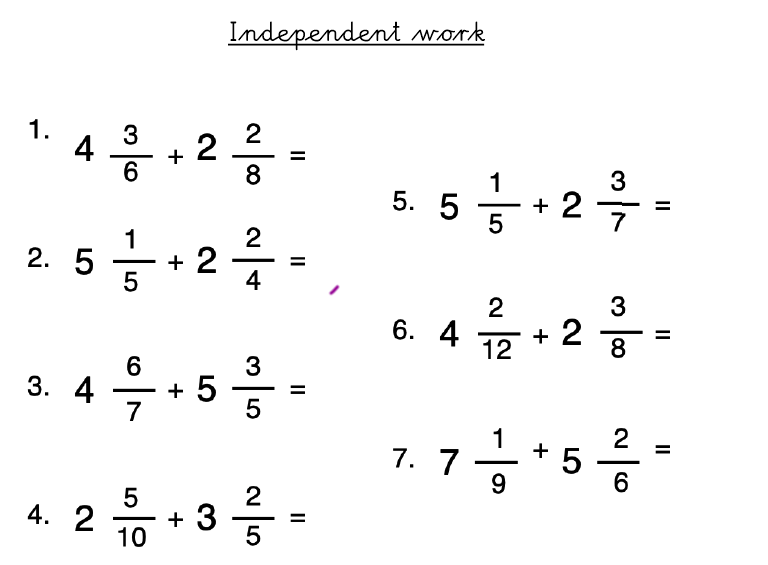 Independent work
1. 4 3/6 + 2 2/8 =
2. 5 1/5 + 2 2/4 =
3. 4 6/7 + 5 3/5 =
4. 2 5/10 + 3 2/5 =
5. 5 1/5 + 2 3/7 =
6. 4 2/12 + 2 3/8 =
7. 7 1/9 + 5 2/6 =